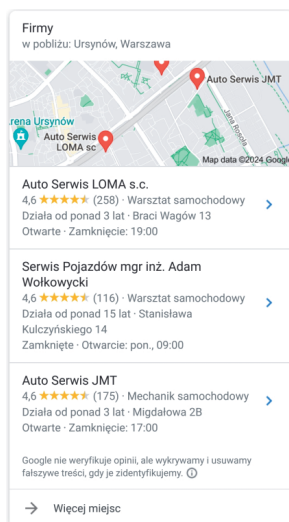 Firmy
w pobliżu: Ursynów, Warszawa
Auto Serwis JMT
rena Ursynów
Auto Serwis
LOMA sc
Jana Rosoła
Map data ©2024 Google
Auto Serwis LOMA s.c.
4,6 ★★★★★ (258) · Warsztat samochodowy
Działa od ponad 3 lat · Braci Wagów 13
Otwarte · Zamknięcie: 19:00
Serwis Pojazdów mgr inż. Adam
Wołkowycki
4,6 ★★★★★ (116) · Warsztat samochodowy
Działa od ponad 15 lat · Stanisława
Kulczyńskiego 14
Zamknięte · Otwarcie: pon., 09:00
Auto Serwis JMT
4,6 ★★★★★ (175) · Mechanik samochodowy
Działa od ponad 3 lat · Migdałowa 2B
Otwarte · Zamknięcie: 17:00
Google nie weryfikuje opinii, ale wykrywamy i usuwamy
fałszywe treści, gdy je zidentyfikujemy.
Więcej miejsc